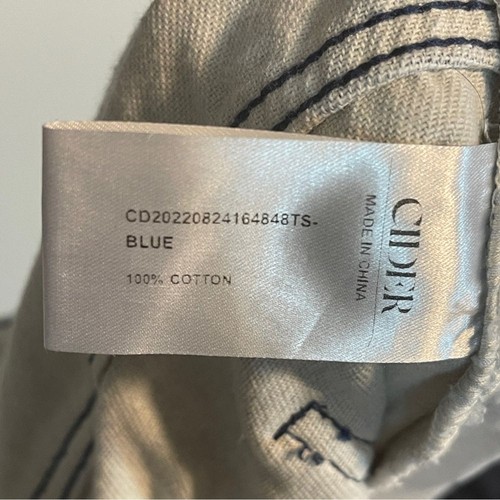 CD20220824164848TS-
BLUE
100% COTTON
CIDER
MADE IN CHINA